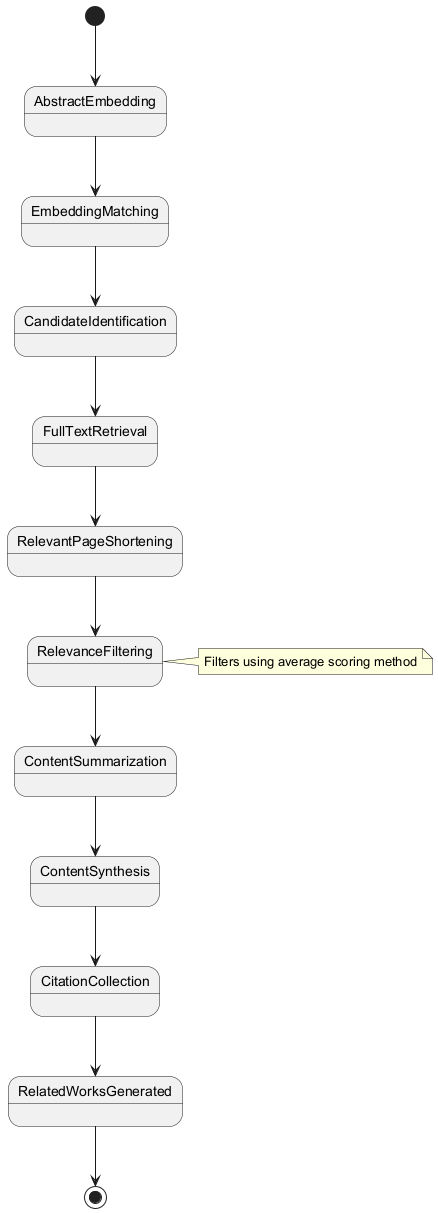 AbstractEmbedding
EmbeddingMatching
CandidateIdentification
FullTextRetrieval
RelevantPageShortening
RelevanceFiltering
Filters using average scoring method
ContentSummarization
ContentSynthesis
CitationCollection
RelatedWorksGenerated